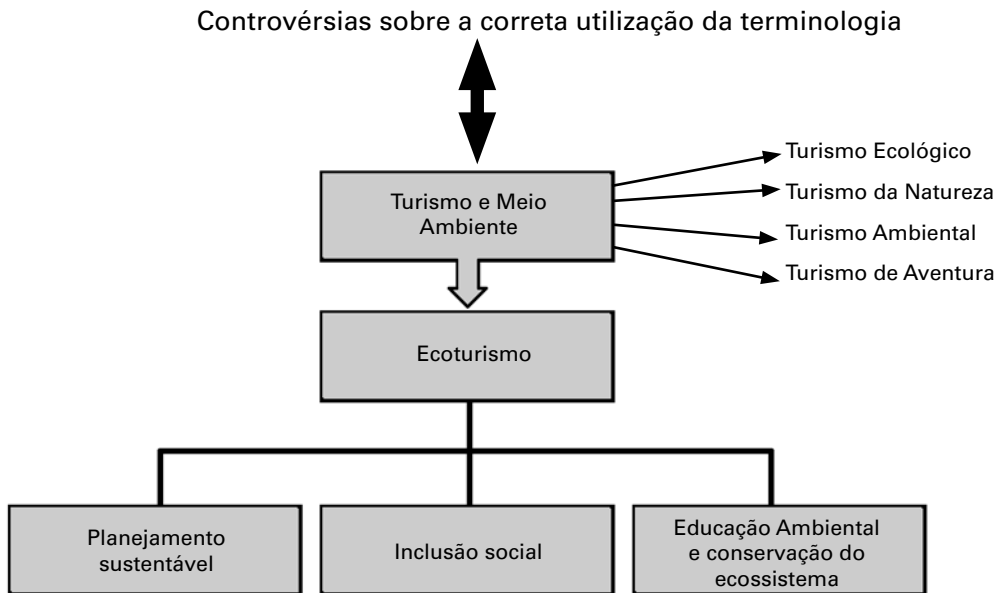 Controvérsias sobre a correta utilização da terminologia
Turismo e Meio
Ambiente
Turismo Ecológico
Turismo da Natureza
Turismo Ambiental
Turismo de Aventura
Ecoturismo
Planejamento
sustentável
Inclusão social
Educação Ambiental
e conservação do
ecossistema